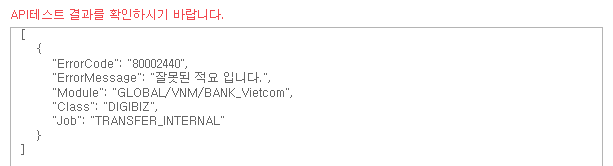 API테스트 결과를 확인하시기 바랍니다.
[
{
"ErrorCode": "80002440",
"ErrorMessage": "잘못된 적요 입니다.",
"Module": "GLOBAL/VNM/BANK_Vietcom",
"Class": "DIGIBIZ",
"Job": "TRANSFER_INTERNAL"
}
]